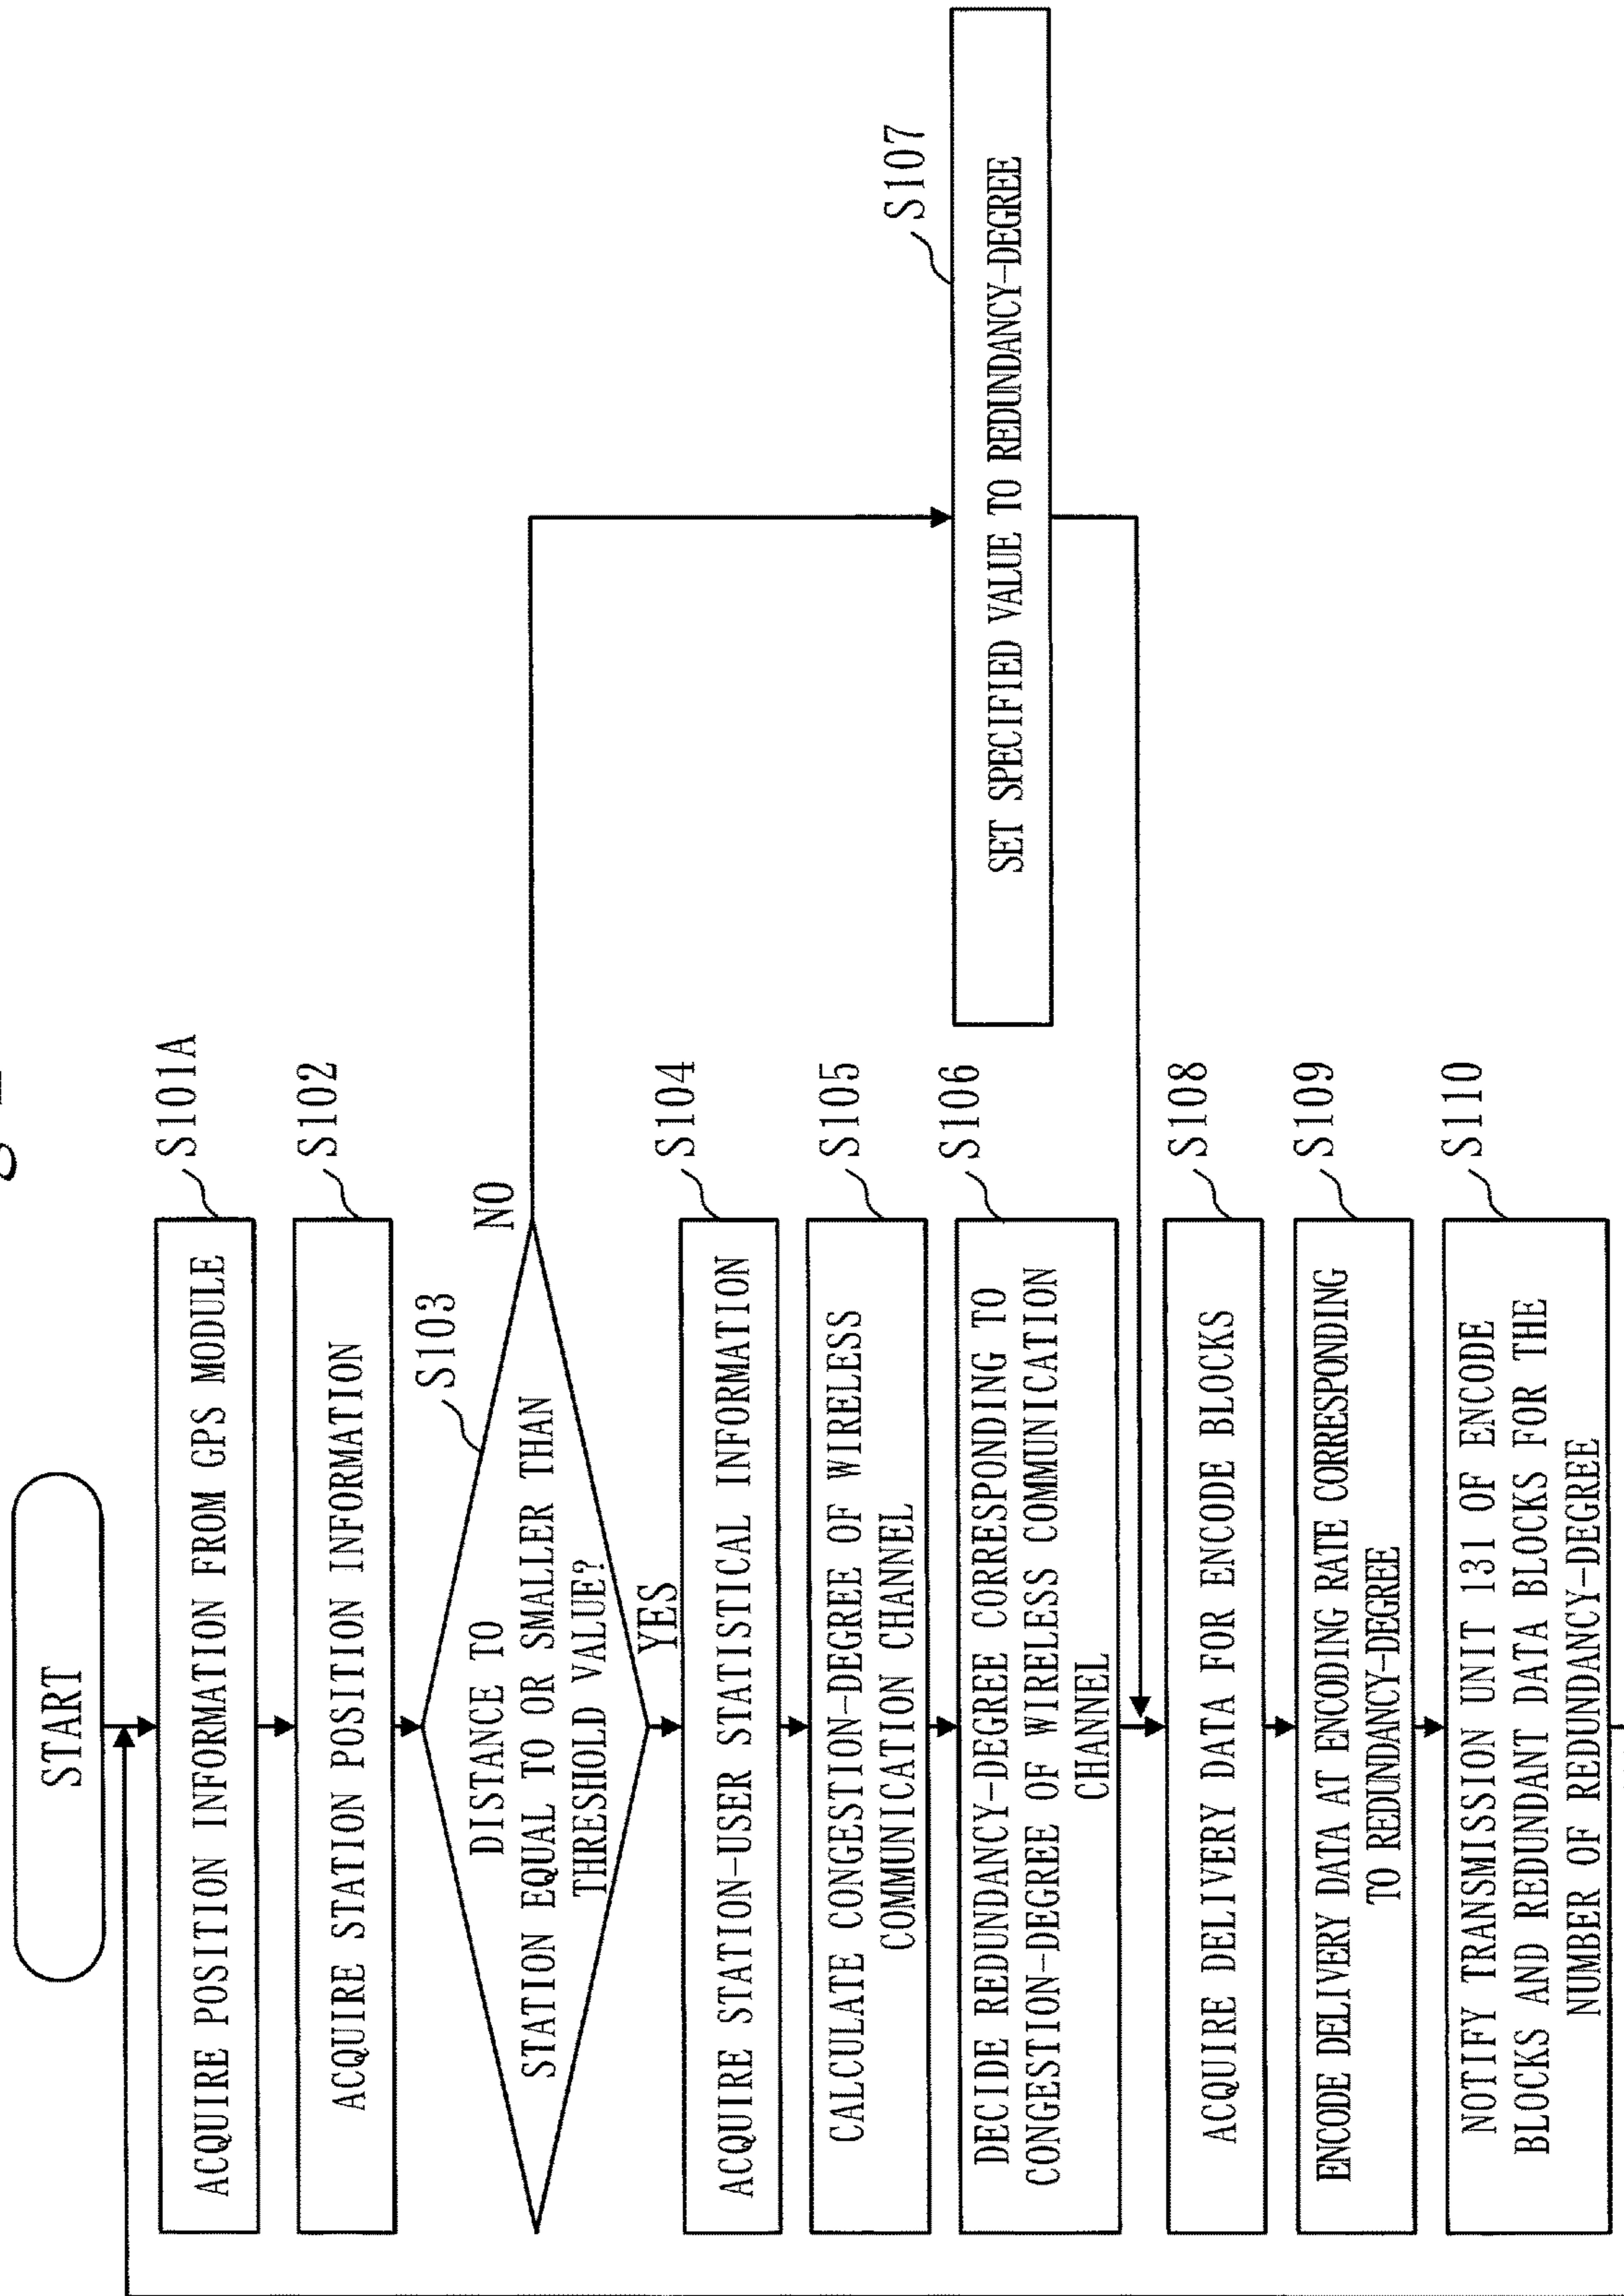 START
ACQUIRE POSITION INFORMATION FROM GPS MODULE
S101A
ACQUIRE STATION POSITION INFORMATION
S102
DISTANCE TO
STATION EQUAL TO OR SMALLER THAN
THRESHOLD VALUE?
S103
NO
YES
ACQUIRE STATION-USER STATISTICAL INFORMATION
S104
CALCULATE CONGESTION-DEGREE OF WIRELESS
COMMUNICATION CHANNEL
S105
DECIDE REDUNDANCY-DEGREE CORRESPONDING TO
CONGESTION-DEGREE OF WIRELESS COMMUNICATION
CHANNEL
S106
SET SPECIFIED VALUE TO REDUNDANCY-DEGREE
S107
ACQUIRE DELIVERY DATA FOR ENCODE BLOCKS
S108
ENCODE DELIVERY DATA AT ENCODING RATE CORRESPONDING
TO REDUNDANCY-DEGREE
S109
NOTIFY TRANSMISSION UNIT 131 OF ENCODE
BLOCKS AND REDUNDANT DATA BLOCKS FOR THE
NUMBER OF REDUNDANCY-DEGREE
S110